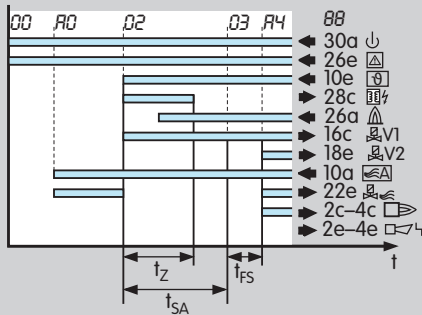 00 A0 02 03 A4 88
30a
26e
10e ϑ
28c
26a
16c V1
18e V2
10a A
22e
2c–4c
2e–4e
t
tZ tFS
tSA